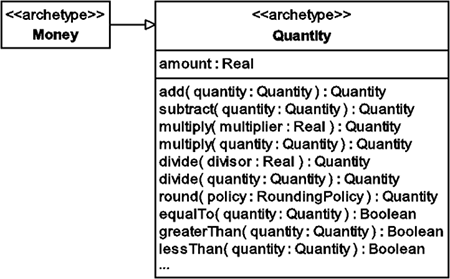 <<archetype>>
Money
<<archetype>>
Quantity
amount : Real
add( quantity : Quantity ) : Quantity
subtract( quantity : Quantity ) : Quantity
multiply( multiplier : Real ) : Quantity
multiply( quantity : Quantity ) : Quantity
divide( divisor : Real ) : Quantity
divide( quantity : Quantity ) : Quantity
round( policy : RoundingPolicy ) : Quantity
equalTo( quantity : Quantity ) : Boolean
greaterThan( quantity : Quantity ) : Boolean
lessThan( quantity : Quantity ) : Boolean
...